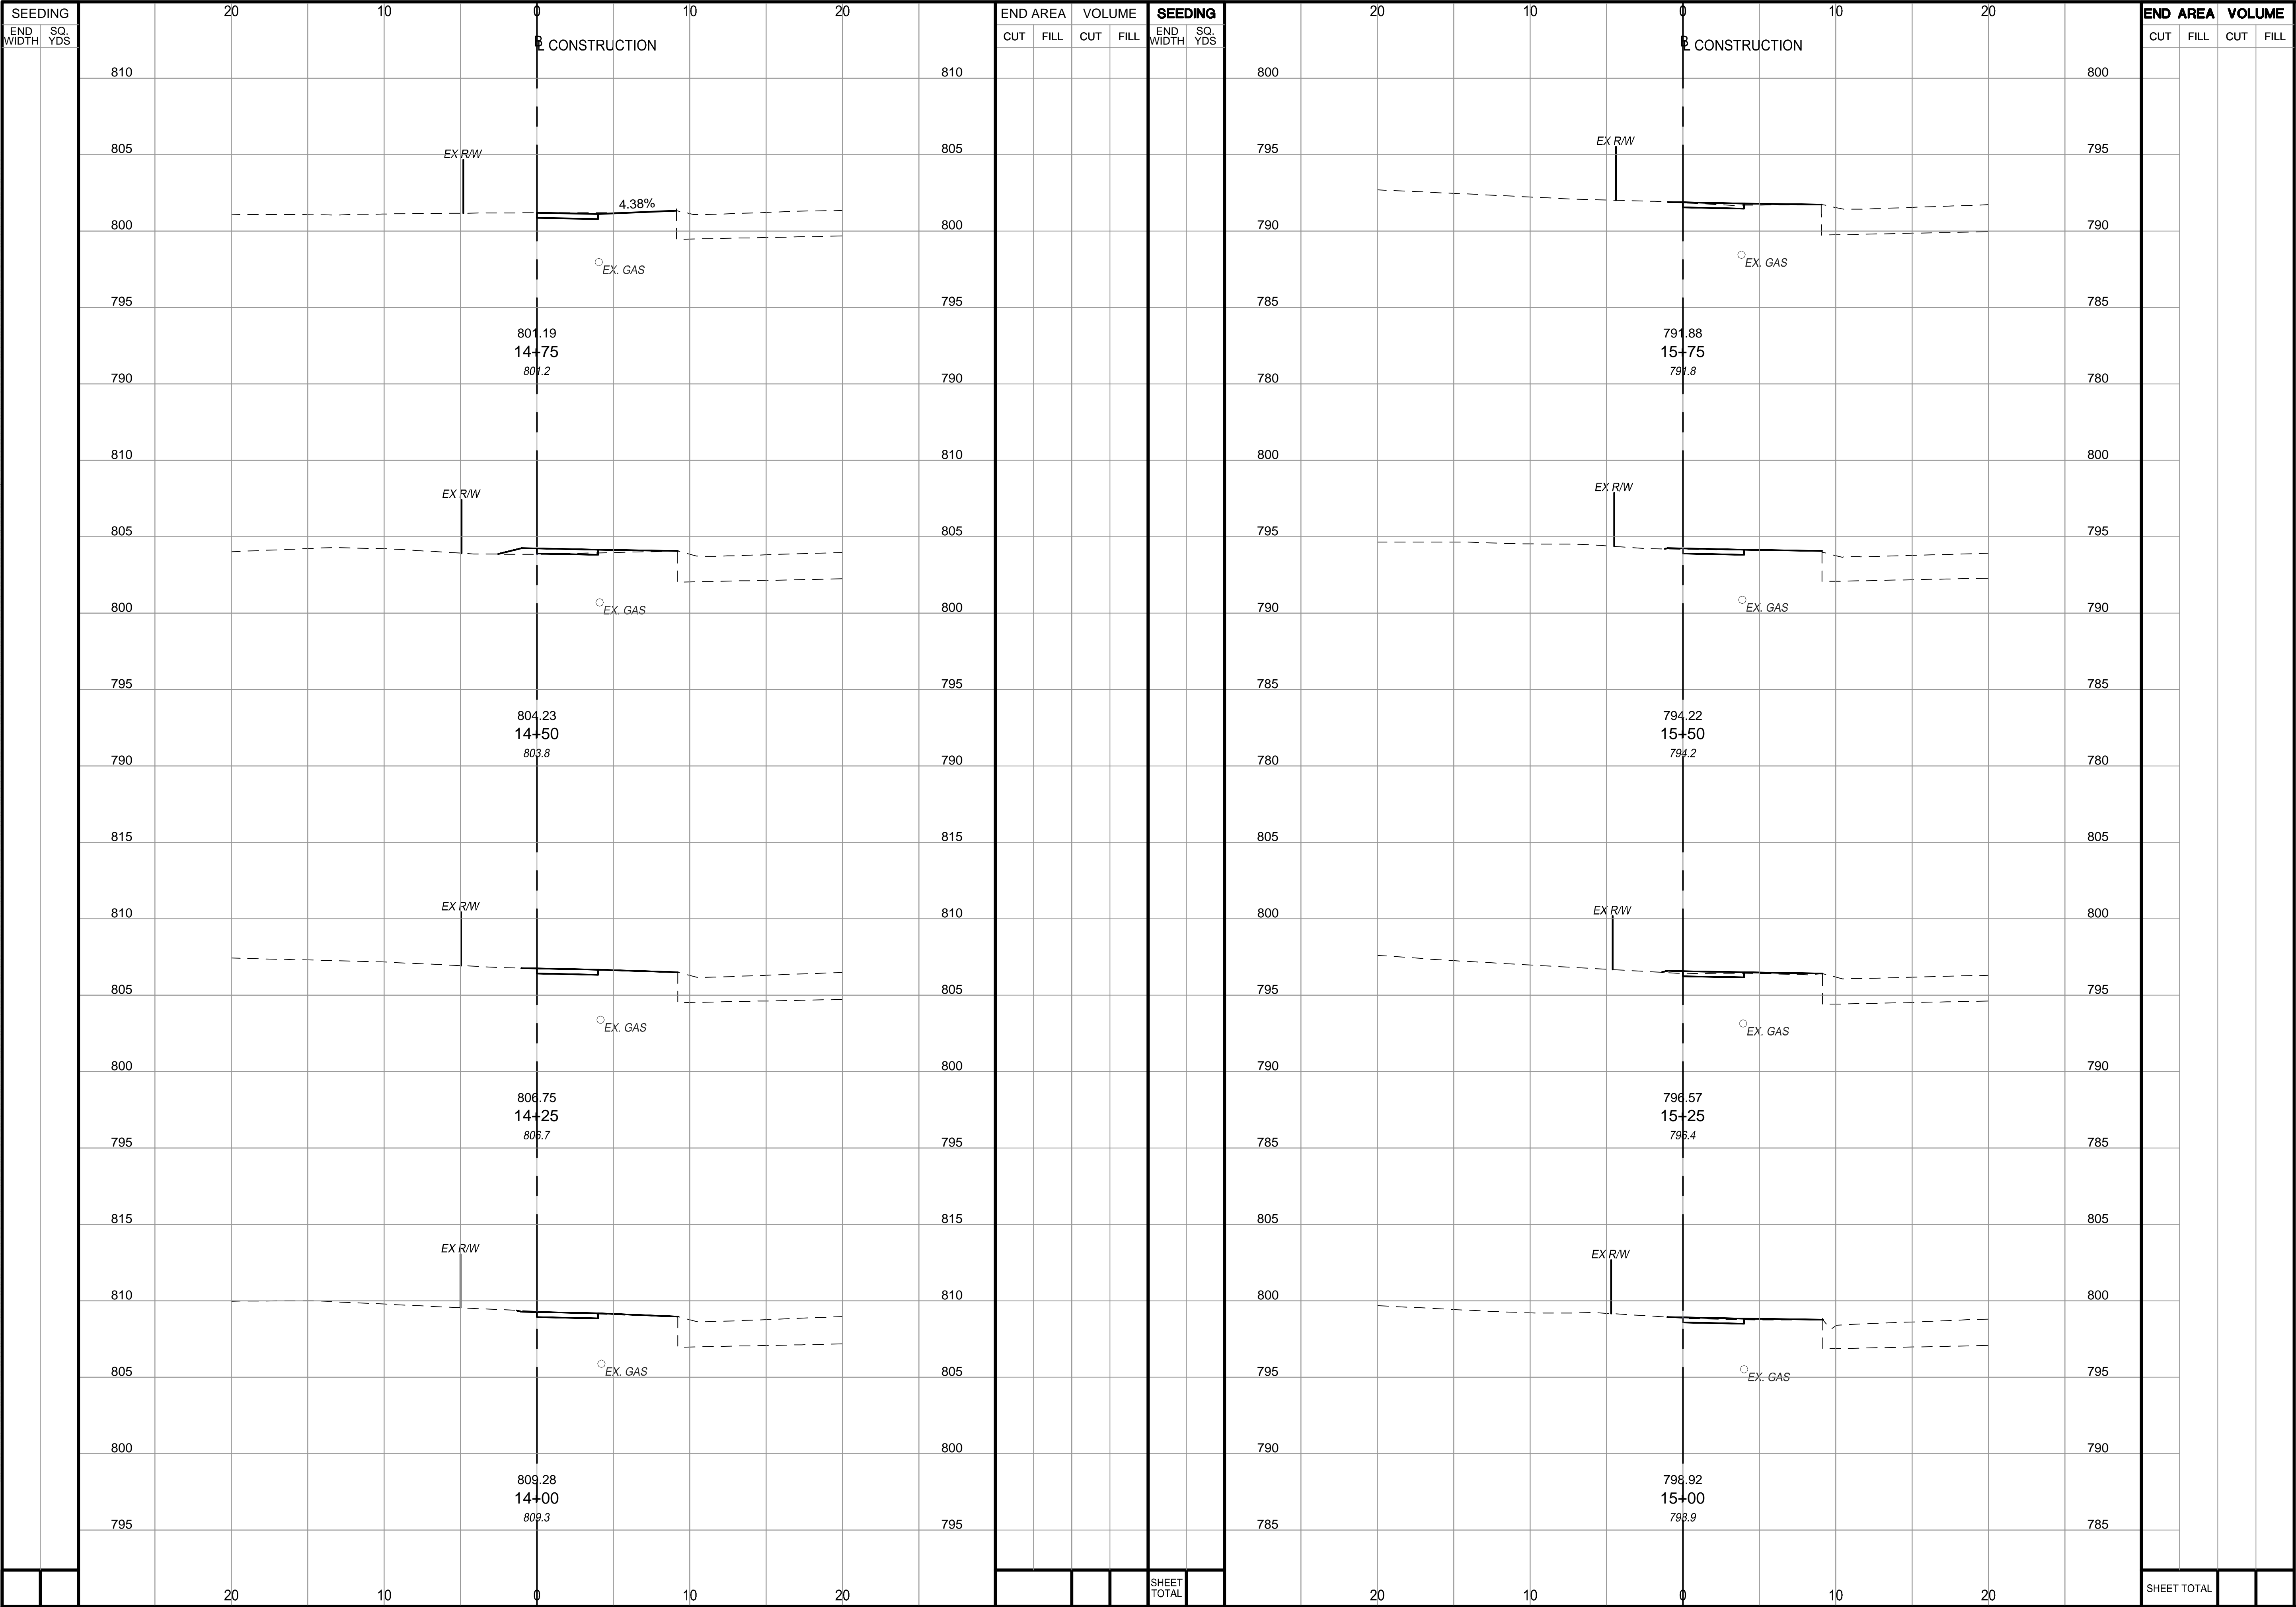 SEEDING
END WIDTH
SQ. YDS
20 10 0 10 20
END AREA VOLUME
CUT FILL CUT FILL
SEEDING
END WIDTH
SQ. YDS
20 10 0 10 20
END AREA VOLUME
CUT FILL CUT FILL
BL CONSTRUCTION
810 810
EX R/W
805 805
4.38%
800 800
EX. GAS
795 795
801.19
14+75
801.2
790 790
810 810
EX R/W
805 805
800 800
EX. GAS
795 795
804.23
14+50
803.8
790 790
815 815
EX R/W
810 810
805 805
EX. GAS
800 800
806.75
14+25
806.7
795 795
815 815
EX R/W
810 810
EX. GAS
805 805
800 800
809.28
14+00
809.3
795 795
20 10 0 10 20
SHEET TOTAL
BL CONSTRUCTION
800 800
EX R/W
795 795
790 790
EX. GAS
785 785
791.88
15+75
791.8
780 780
800 800
EX R/W
795 795
EX. GAS
790 790
785 785
794.22
15+50
794.2
780 780
805 805
EX R/W
800 800
795 795
EX. GAS
790 790
796.57
15+25
796.4
785 785
805 805
EX R/W
800 800
EX. GAS
795 795
790 790
798.92
15+00
798.9
785 785
20 10 0 10 20
SHEET TOTAL